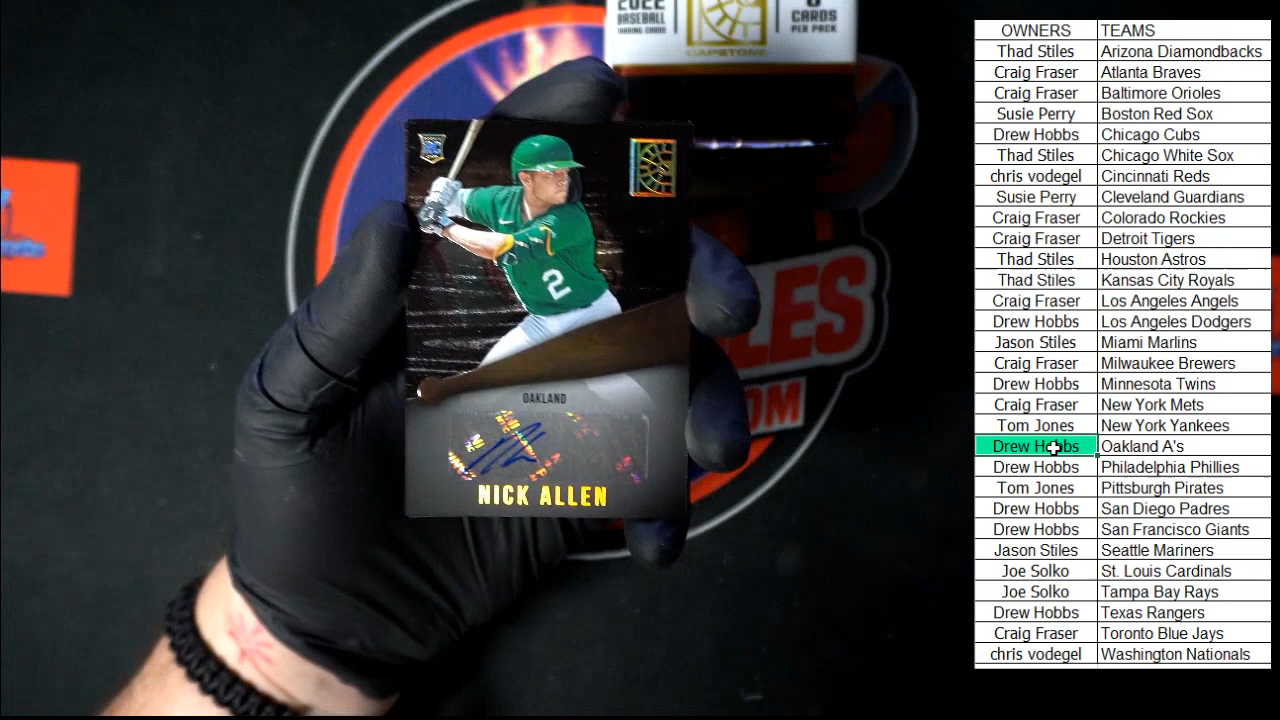 2022
BASEBALL
TRADING CARDS
CARDS
PER PACK
CAPSTONE
RC
2
OAKLAND
NICK ALLEN
LES
OM
OWNERS TEAMS
Thad Stiles Arizona Diamondbacks
Craig Fraser Atlanta Braves
Craig Fraser Baltimore Orioles
Susie Perry Boston Red Sox
Drew Hobbs Chicago Cubs
Thad Stiles Chicago White Sox
chris vodegel Cincinnati Reds
Susie Perry Cleveland Guardians
Craig Fraser Colorado Rockies
Craig Fraser Detroit Tigers
Thad Stiles Houston Astros
Thad Stiles Kansas City Royals
Craig Fraser Los Angeles Angels
Drew Hobbs Los Angeles Dodgers
Jason Stiles Miami Marlins
Craig Fraser Milwaukee Brewers
Drew Hobbs Minnesota Twins
Craig Fraser New York Mets
Tom Jones New York Yankees
Drew Hobbs Oakland A's
Drew Hobbs Philadelphia Phillies
Tom Jones Pittsburgh Pirates
Drew Hobbs San Diego Padres
Drew Hobbs San Francisco Giants
Jason Stiles Seattle Mariners
Joe Solko St. Louis Cardinals
Joe Solko Tampa Bay Rays
Drew Hobbs Texas Rangers
Craig Fraser Toronto Blue Jays
chris vodegel Washington Nationals